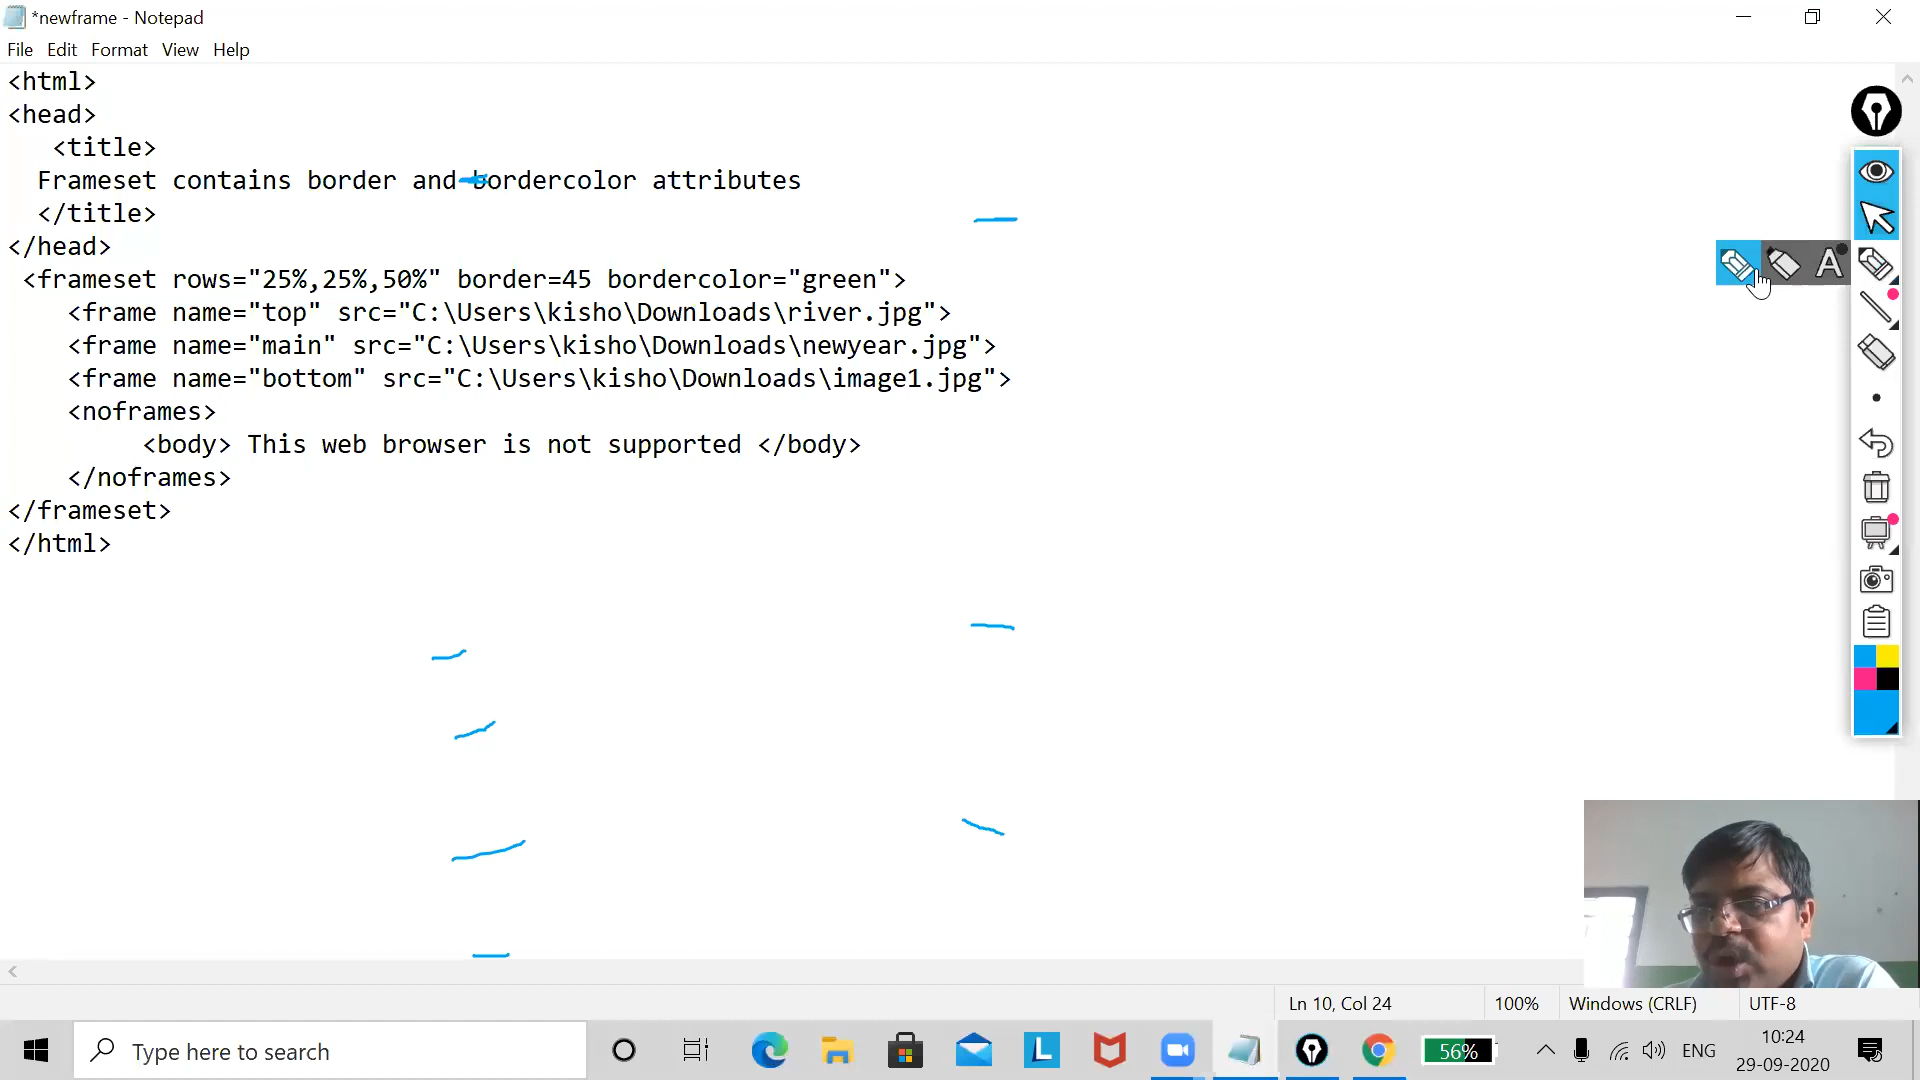 *newframe - Notepad
File Edit Format View Help
<html>
<head>
<title>
Frameset contains border and bordercolor attributes
</title>
</head>
<frameset rows="25%,25%,50%" border=45 bordercolor="green">
<frame name="top" src="C:\Users\kisho\Downloads\river.jpg">
<frame name="main" src="C:\Users\kisho\Downloads\newyear.jpg">
<frame name="bottom" src="C:\Users\kisho\Downloads\image1.jpg">
<noframes>
<body> This web browser is not supported </body>
</noframes>
</frameset>
</html>
A
Ln 10, Col 24 100% Windows (CRLF) UTF-8
Type here to search L 56% ENG 10:24
29-09-2020